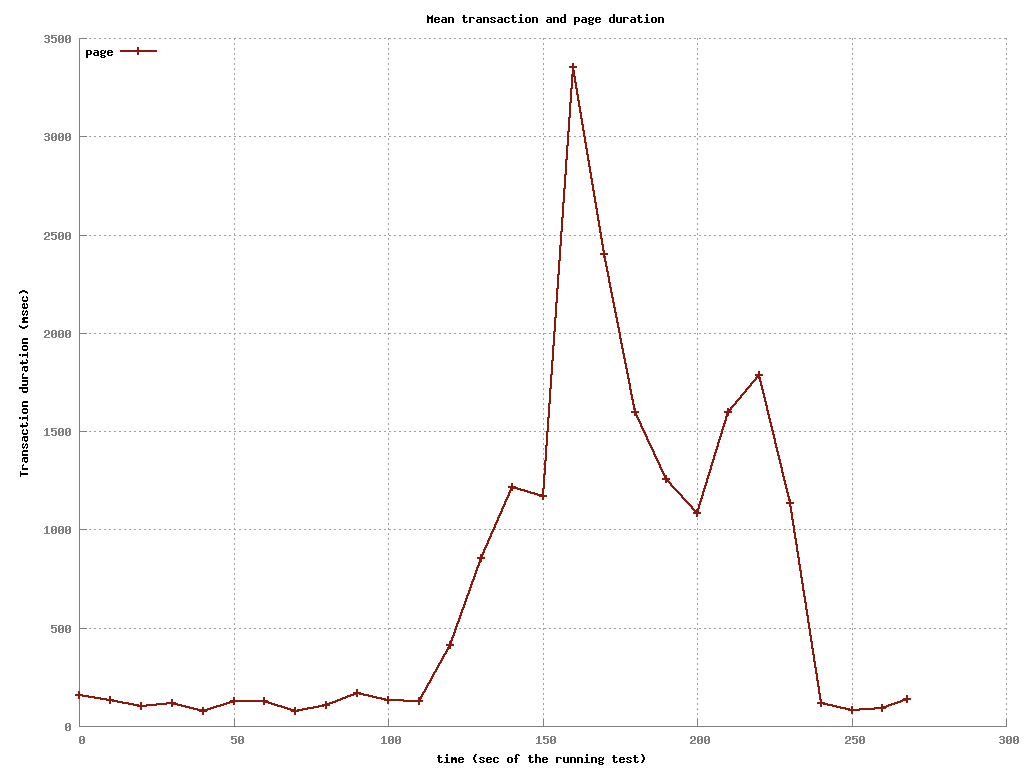 Mean transaction and page duration
3500
page
3000
2500
2000
1500
1000
500
0
Transaction duration (msec)
0 50 100 150 200 250 300
time (sec of the running test)